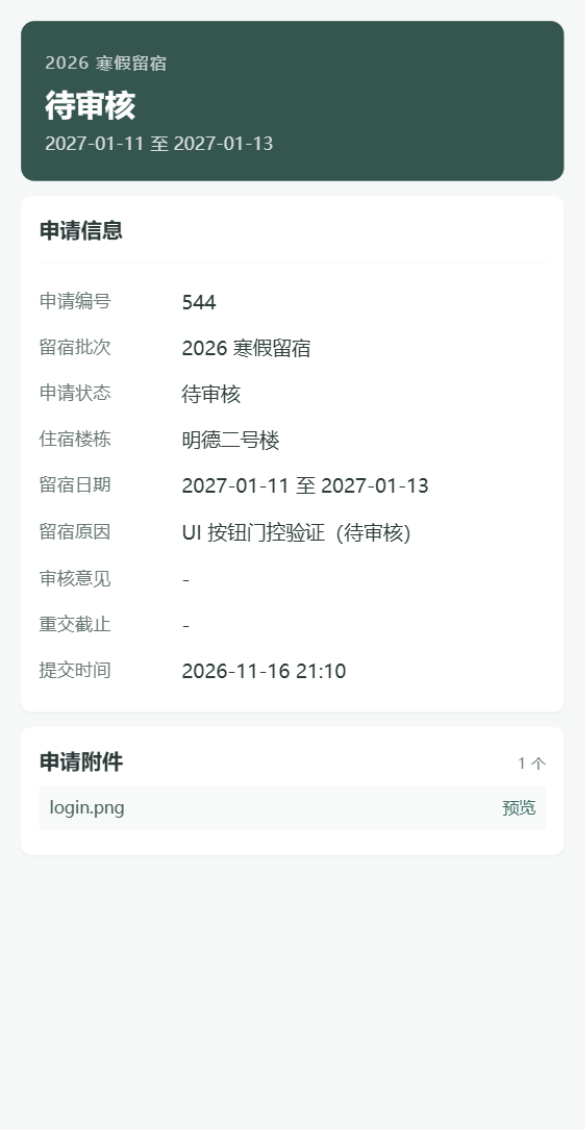 2026 寒假留宿
待审核
2027-01-11 至 2027-01-13
申请信息
申请编号 544
留宿批次 2026 寒假留宿
申请状态 待审核
住宿楼栋 明德二号楼
留宿日期 2027-01-11 至 2027-01-13
留宿原因 UI 按钮门控验证（待审核）
审核意见 -
重交截止 -
提交时间 2026-11-16 21:10
申请附件 1 个
login.png 预览